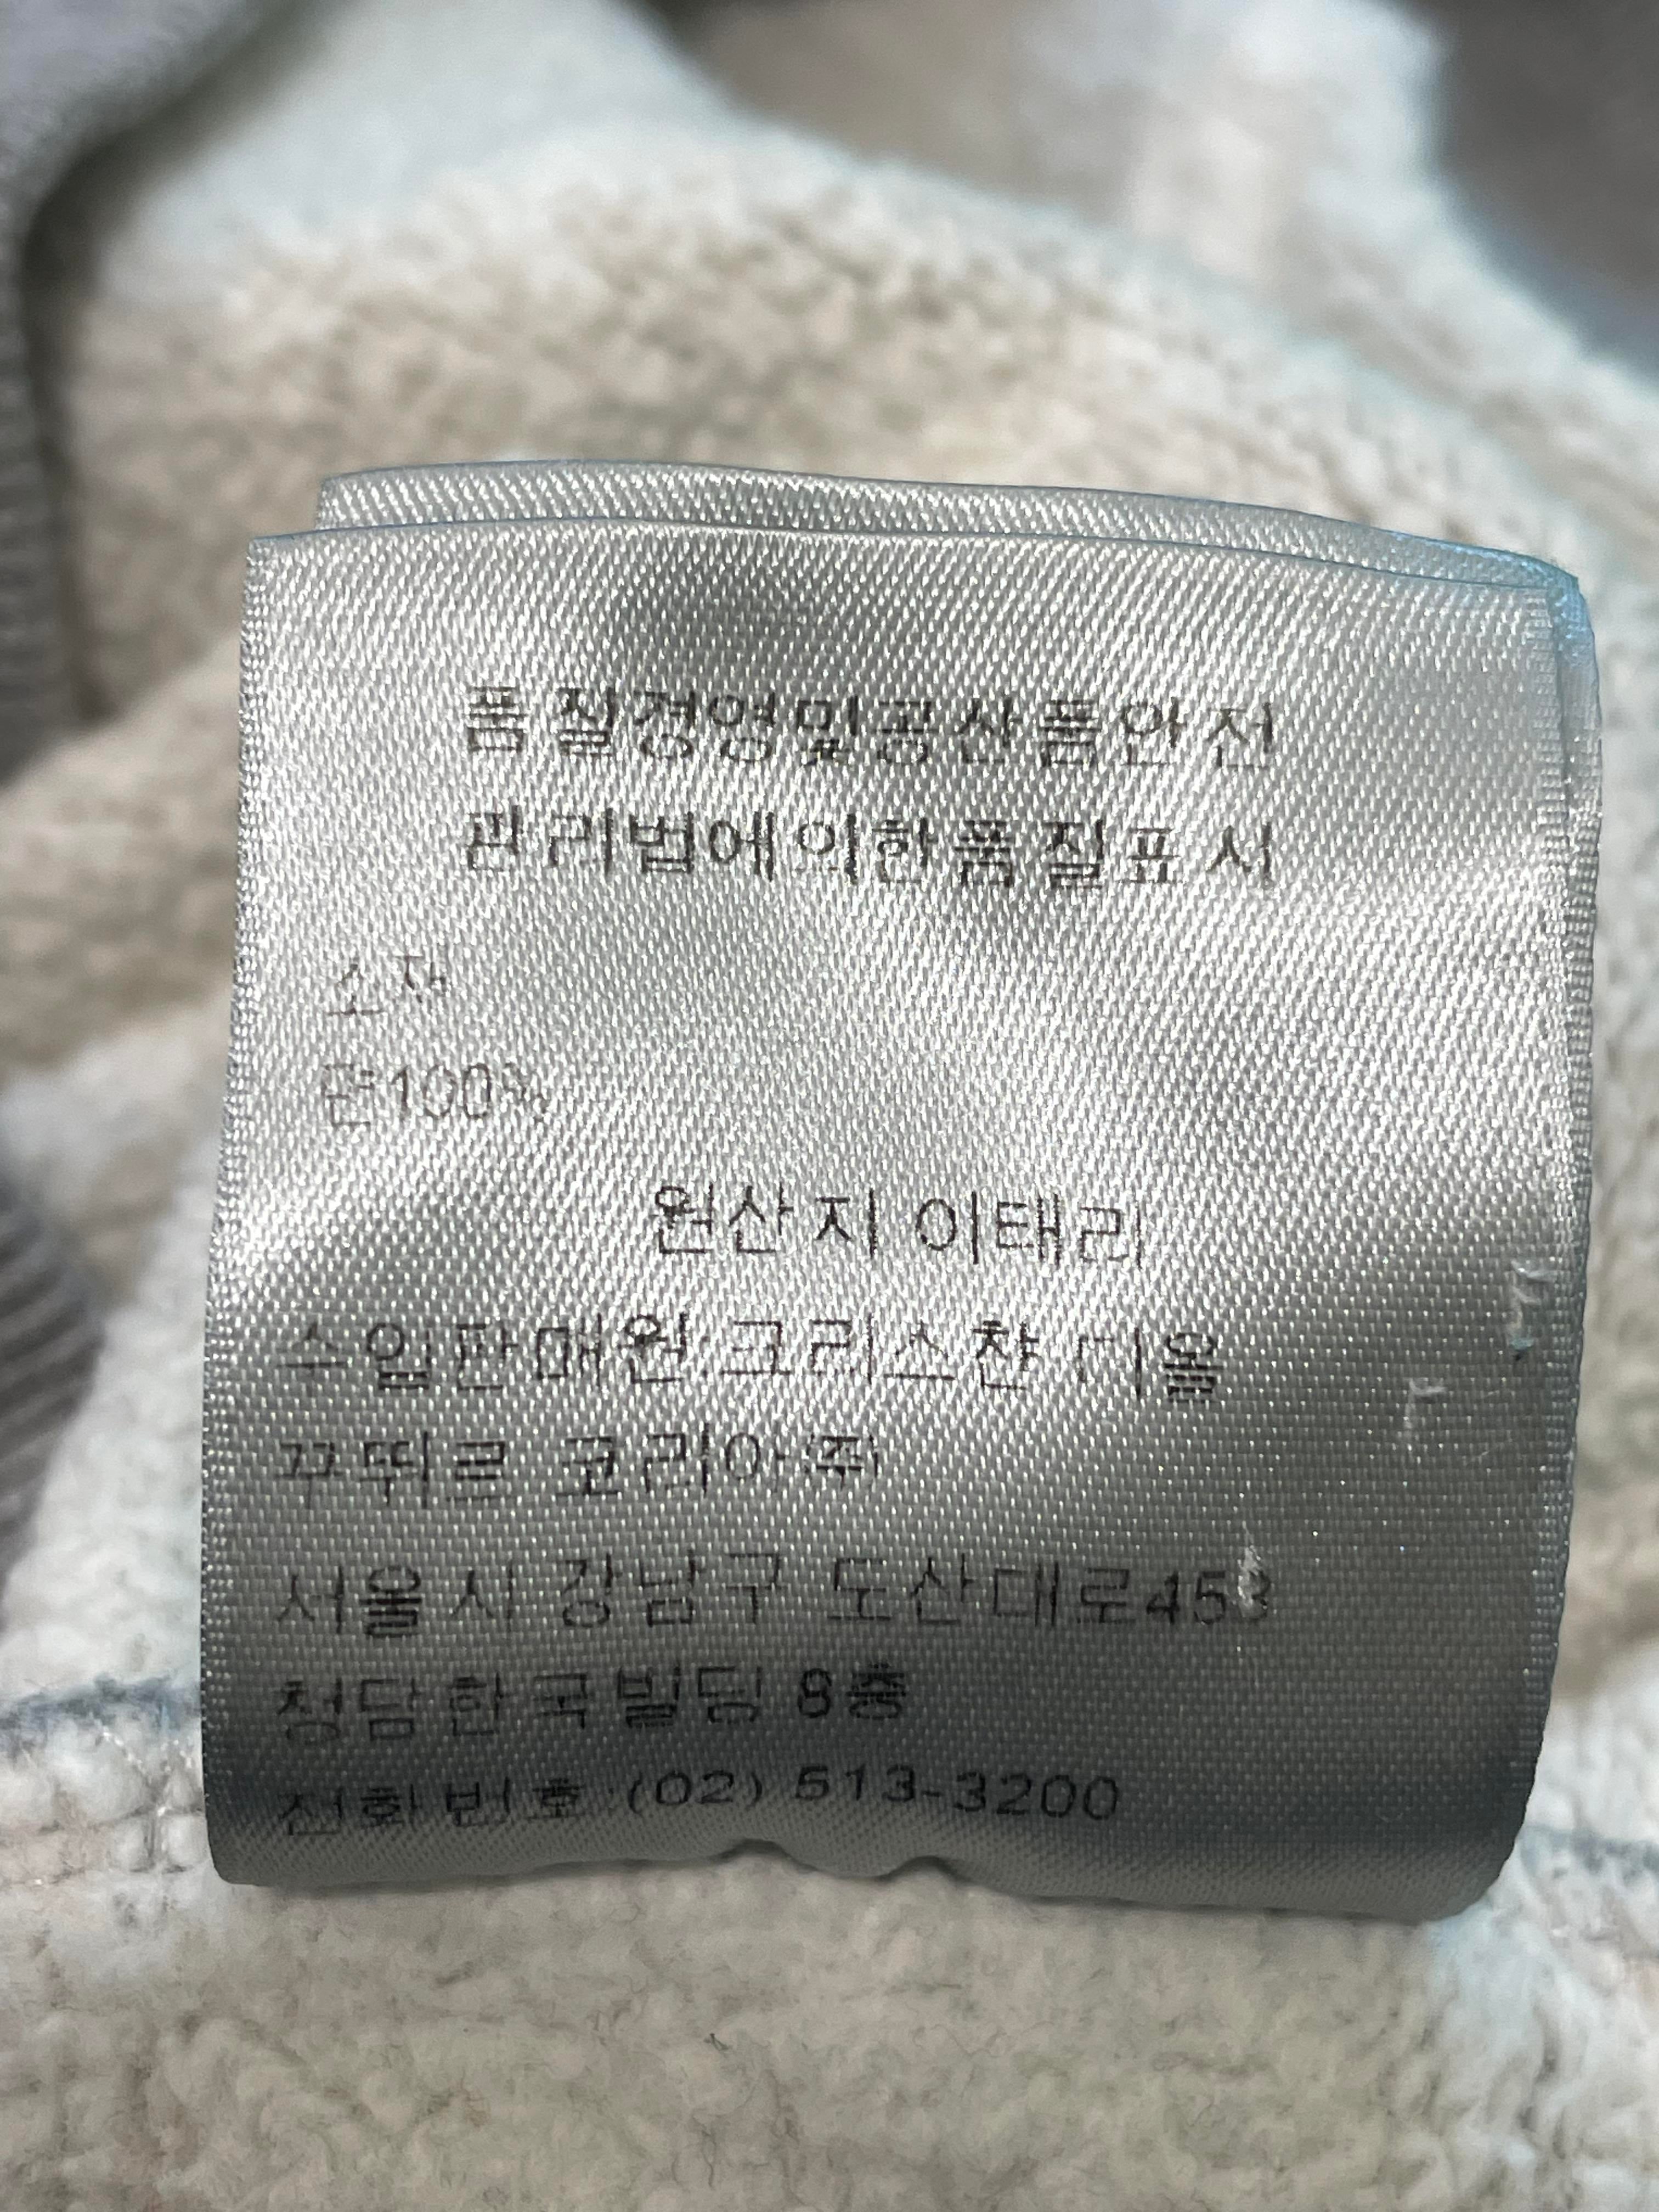 품질경영및공산품안전
관리법에의한품질표시
소재
면100%
원산지 이태리
수입판매원:크리스챤 디올
꾸뛰르 코리아(주)
서울시 강남구 도산대로453
청담한국빌딩 8층
전화번호:(02) 513-3200